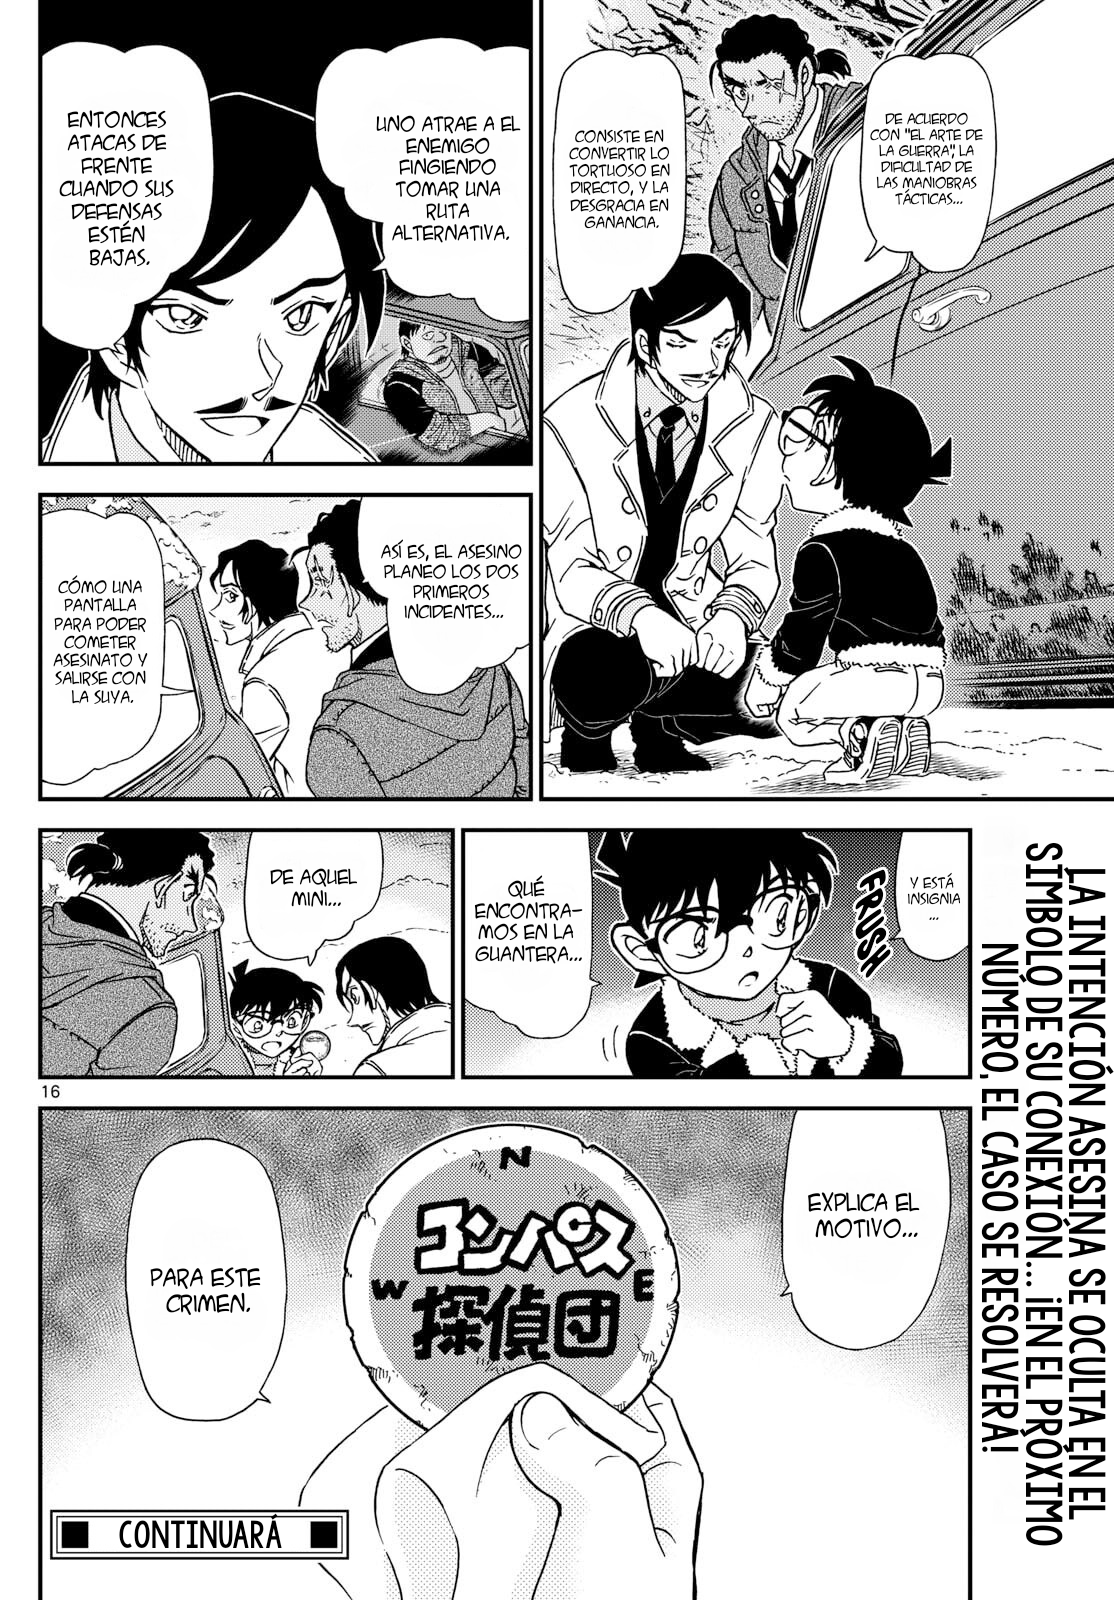 DE ACUERDO
CON "EL ARTE DE
LA GUERRA", LA
DIFICULTAD DE
LAS MANIOBRAS
TÁCTICAS...
CONSISTE EN
CONVERTIR LO
TORTUOSO EN
DIRECTO, Y LA
DESGRACIA EN
GANANCIA.
UNO ATRAE A EL
ENEMIGO
FINGIENDO
TOMAR UNA
RUTA
ALTERNATIVA.
ENTONCES
ATACAS DE
FRENTE
CUANDO SUS
DEFENSAS
ESTÉN
BAJAS.
ASÍ ES, EL ASESINO
PLANEO LOS DOS
PRIMEROS
INCIDENTES...
CÓMO UNA
PANTALLA
PARA PODER
COMETER
ASESINATO Y
SALIRSE CON
LA SUYA.
Y ESTÁ
INSIGNIA
...
FRUSH
QUÉ
ENCONTRA-
MOS EN LA
GUANTERA...
DE AQUEL
MINI...
16
EXPLICA EL
MOTIVO...
N
コンパス
W E
探偵団
PARA ESTE
CRIMEN.
CONTINUARÁ
LA INTENCIÓN ASESINA SE OCULTA EN EL
SÍMBOLO DE SU CONEXIÓN... ¡EN EL PRÓXIMO
NÚMERO, EL CASO SE RESOLVERÁ!